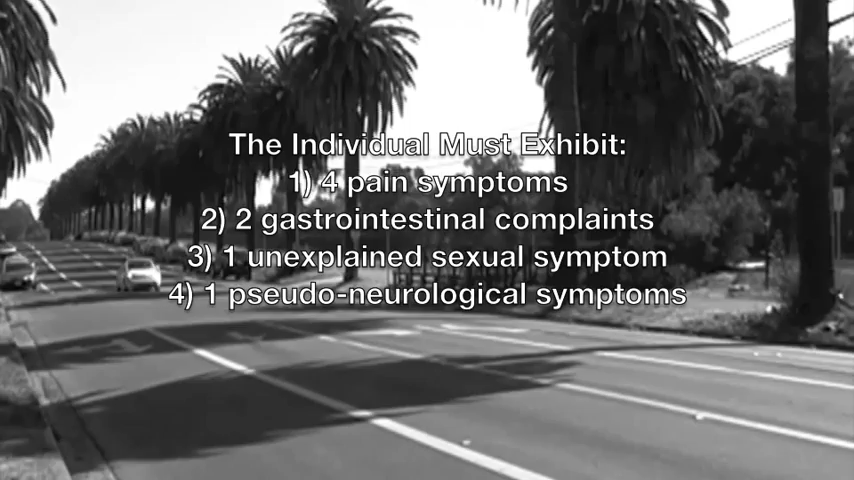 The Individual Must Exhibit:
1) 4 pain symptoms
2) 2 gastrointestinal complaints
3) 1 unexplained sexual symptom
4) 1 pseudo-neurological symptoms